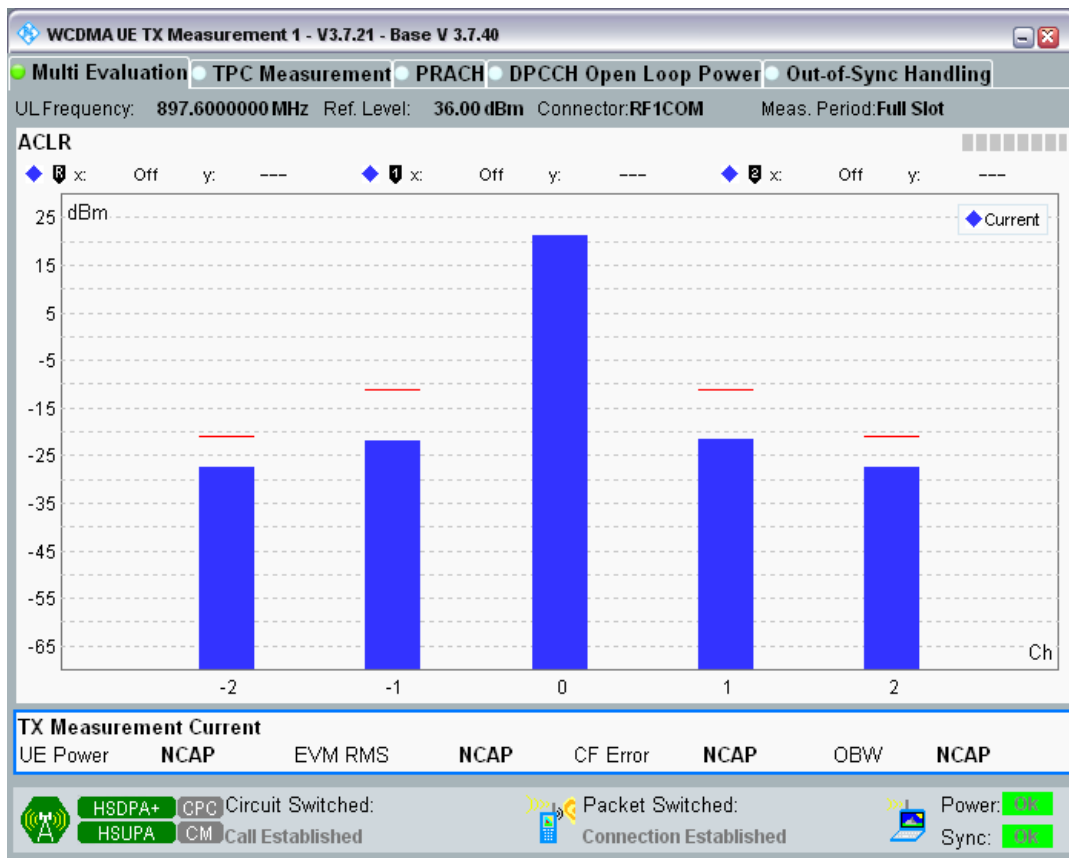 WCDMA UE TX Measurement 1 - V3.7.21 - Base V 3.7.40
Multi Evaluation TPC Measurement PRACH DPCCH Open Loop Power Out-of-Sync Handling
UL Frequency: 897.6000000 MHz Ref. Level: 36.00 dBm Connector:RF1COM Meas. Period:Full Slot
ACLR
R x: Off y: --- 1 x: Off y: --- 2 x: Off y: ---
dBm
Current
25
15
5
-5
-15
-25
-35
-45
-55
-65
Ch
-2 -1 0 1 2
TX Measurement Current
UE Power NCAP EVM RMS NCAP CF Error NCAP OBW NCAP
HSDPA+ CPC Circuit Switched: Packet Switched: Power: Ok
HSUPA CM Call Established Connection Established Sync: Ok